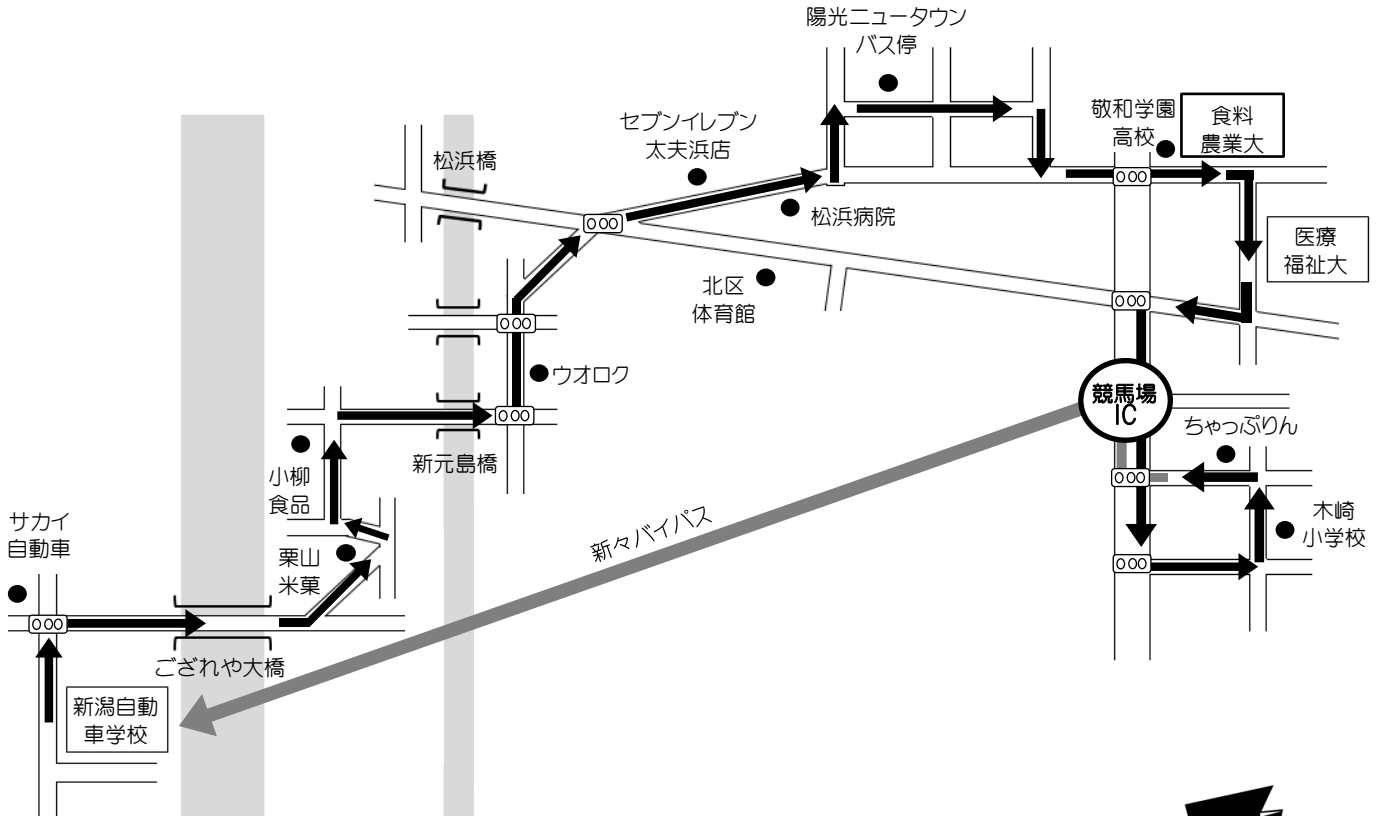 陽光ニュータウン
バス停
敬和学園
高校
食料
農業大
セブンイレブン
太夫浜店
松浜橋
松浜病院
医療
福祉大
北区
体育館
ウオロク
競馬場
IC
ちゃっぷりん
新元島橋
小柳
食品
木崎
小学校
サカイ
自動車
新々バイパス
栗山
米菓
ござれや大橋
新潟自動
車学校